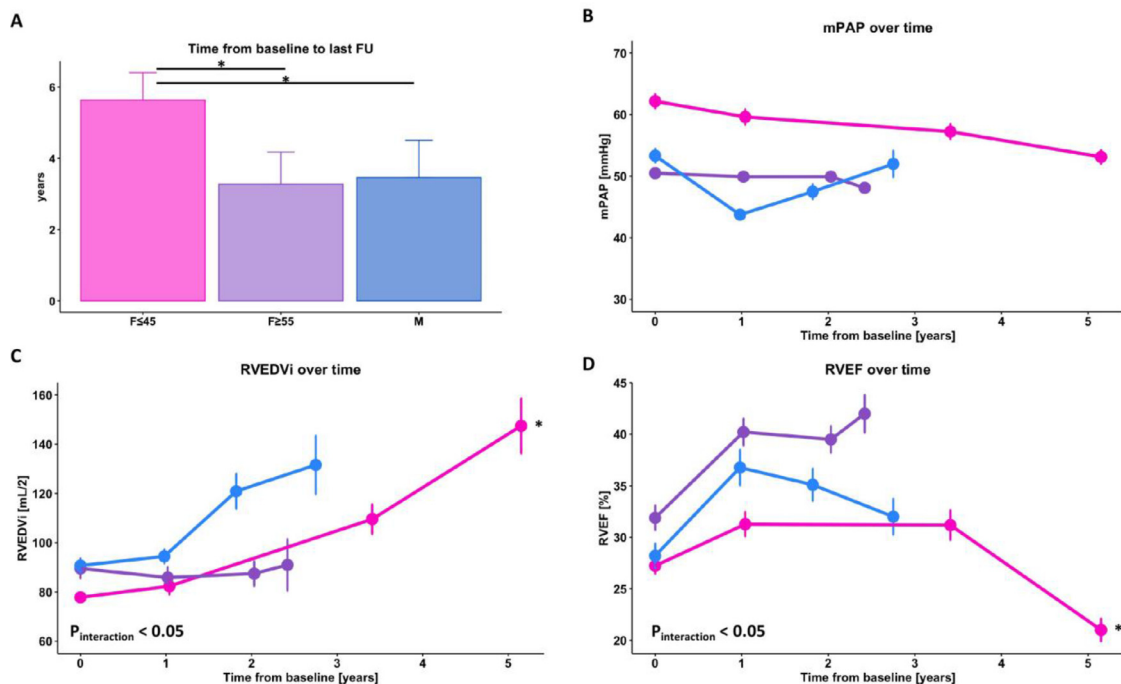 A
Time from baseline to last FU
*
*
6
4
2
0
years
F≤45
F≥55
M
B
mPAP over time
70
60
50
40
30
mPAP [mmHg]
0 1 2 3 4 5
Time from baseline [years]
C
RVEDVi over time
160
140
120
100
80
60
RVEDVi [mL/2]
*
Pinteraction < 0.05
0 1 2 3 4 5
Time from baseline [years]
D
RVEF over time
45
40
35
30
25
20
RVEF [%]
*
Pinteraction < 0.05
0 1 2 3 4 5
Time from baseline [years]